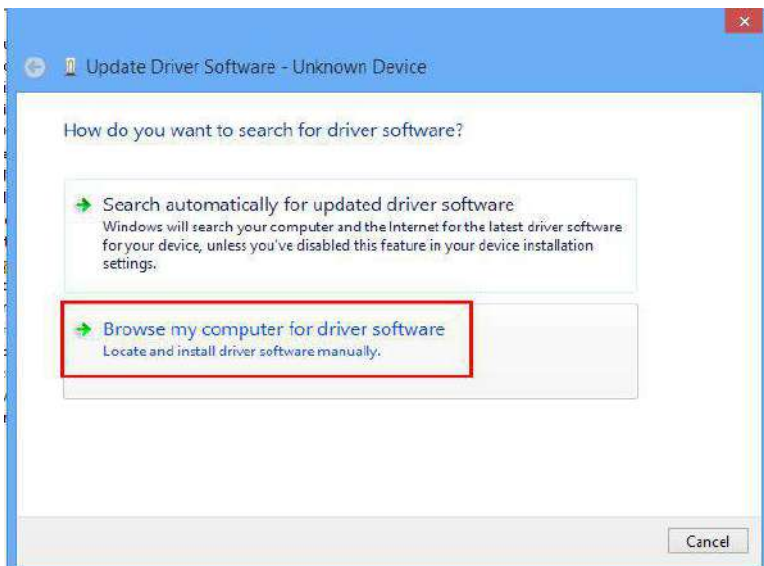 Update Driver Software - Unknown Device
How do you want to search for driver software?
Search automatically for updated driver software
Windows will search your computer and the Internet for the latest driver software
for your device, unless you've disabled this feature in your device installation
settings.
Browse my computer for driver software
Locate and install driver software manually.
Cancel